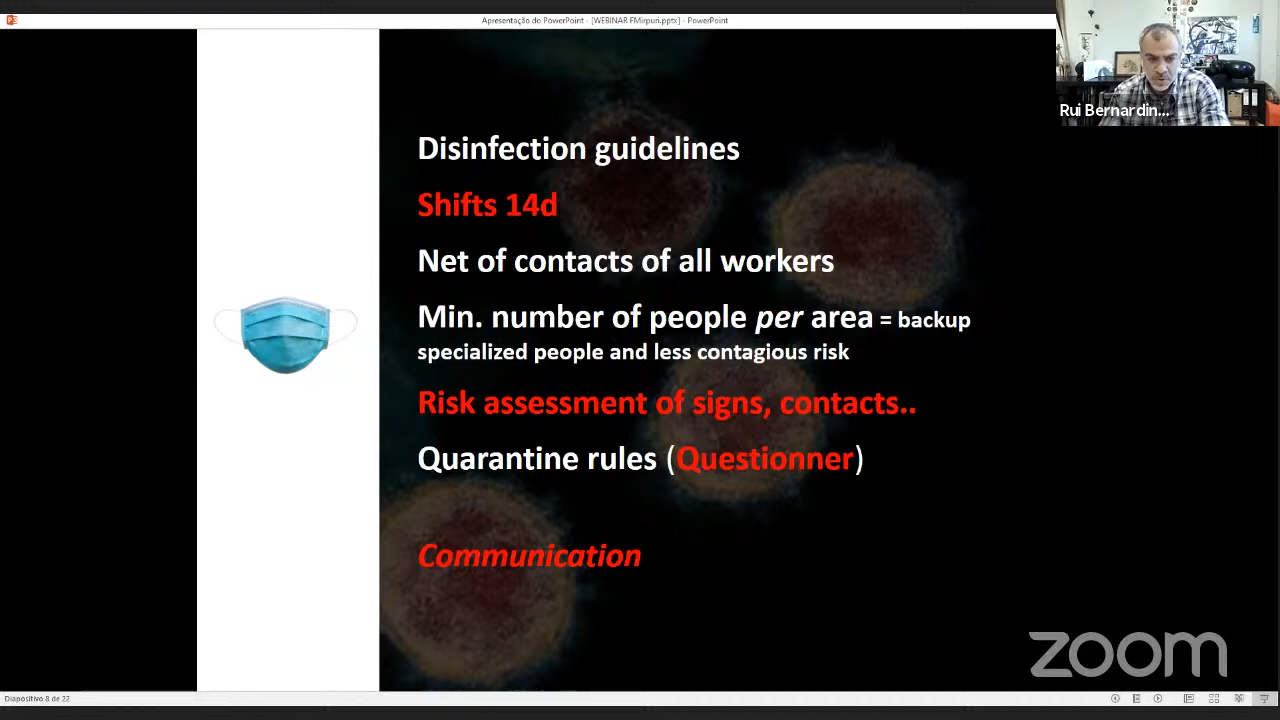 Apresentação do PowerPoint - [WEBINAR FMirpuri.pptx] - PowerPoint
Rui Bernardin...
Disinfection guidelines
Shifts 14d
Net of contacts of all workers
Min. number of people per area = backup
specialized people and less contagious risk
Risk assessment of signs, contacts..
Quarantine rules (Questionner)
Communication
zoom
Diapositivo 8 de 22